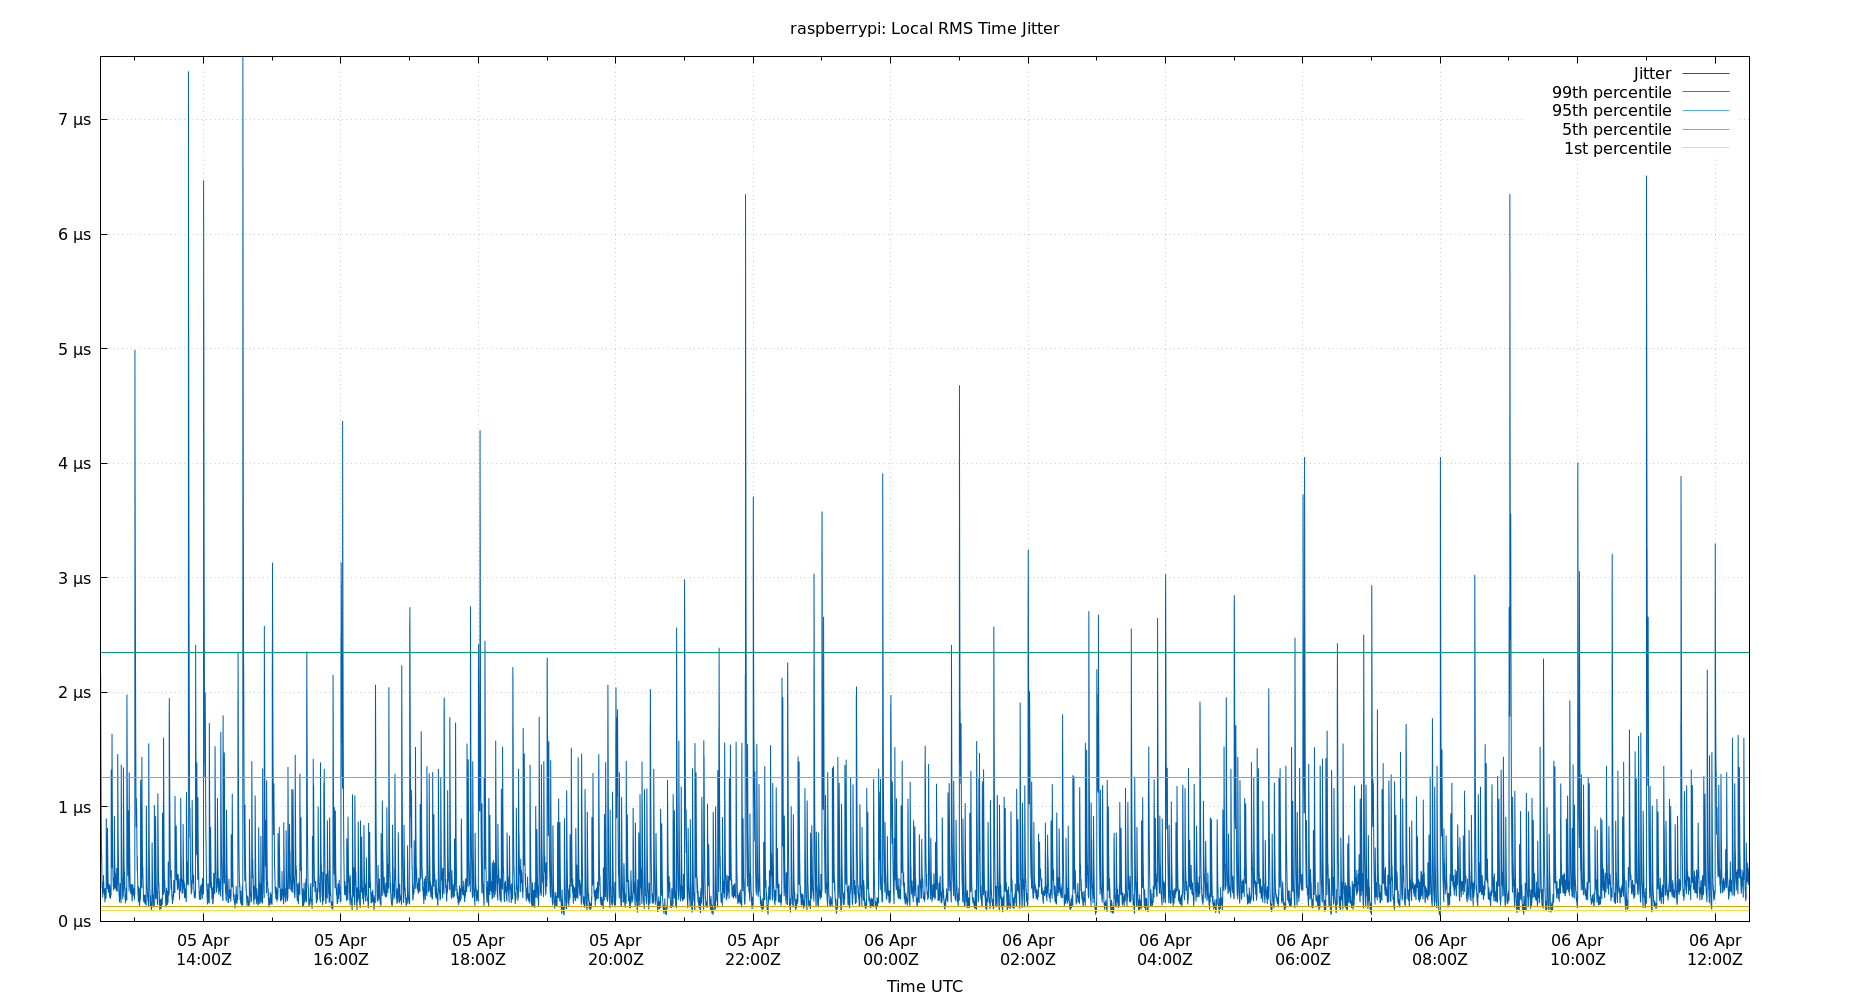 raspberrypi: Local RMS Time Jitter
Jitter
99th percentile
95th percentile
5th percentile
1st percentile
7 µs
6 µs
5 µs
4 µs
3 µs
2 µs
1 µs
0 µs
05 Apr 05 Apr 05 Apr 05 Apr 05 Apr 06 Apr 06 Apr 06 Apr 06 Apr 06 Apr 06 Apr 06 Apr
14:00Z 16:00Z 18:00Z 20:00Z 22:00Z 00:00Z 02:00Z 04:00Z 06:00Z 08:00Z 10:00Z 12:00Z
Time UTC